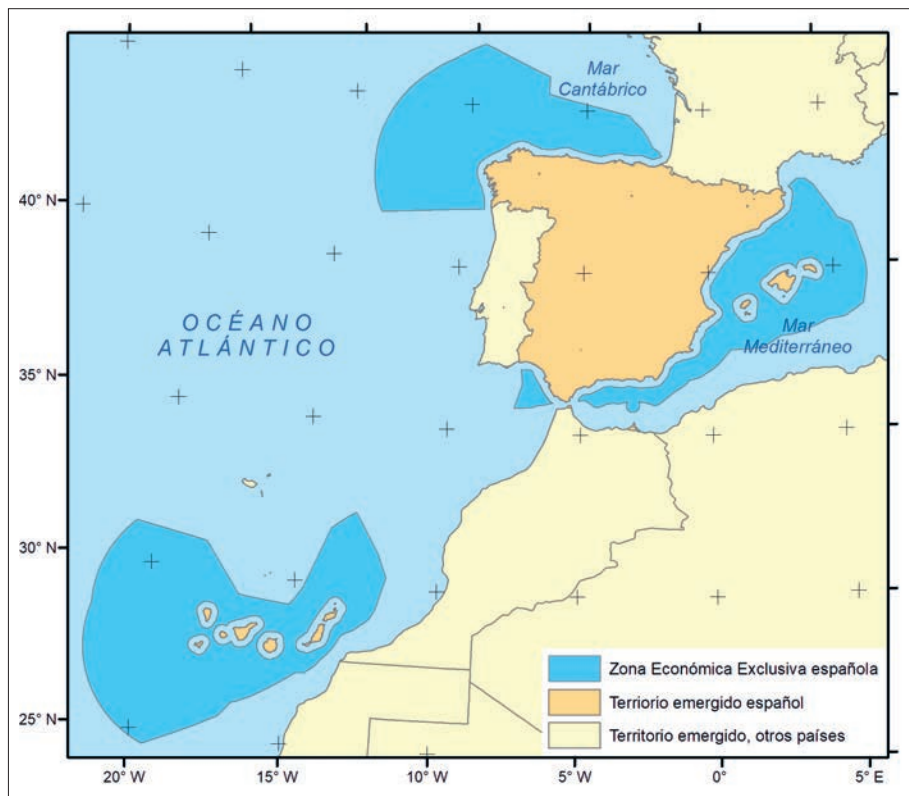 Mar
Cantábrico
40° N
OCÉANO
ATLÁNTICO
Mar
Mediterráneo
35° N
30° N
25° N
Zona Económica Exclusiva española
Terriorio emergido español
Territorio emergido, otros países
20° W
15° W
10° W
5° W
0°
5° E